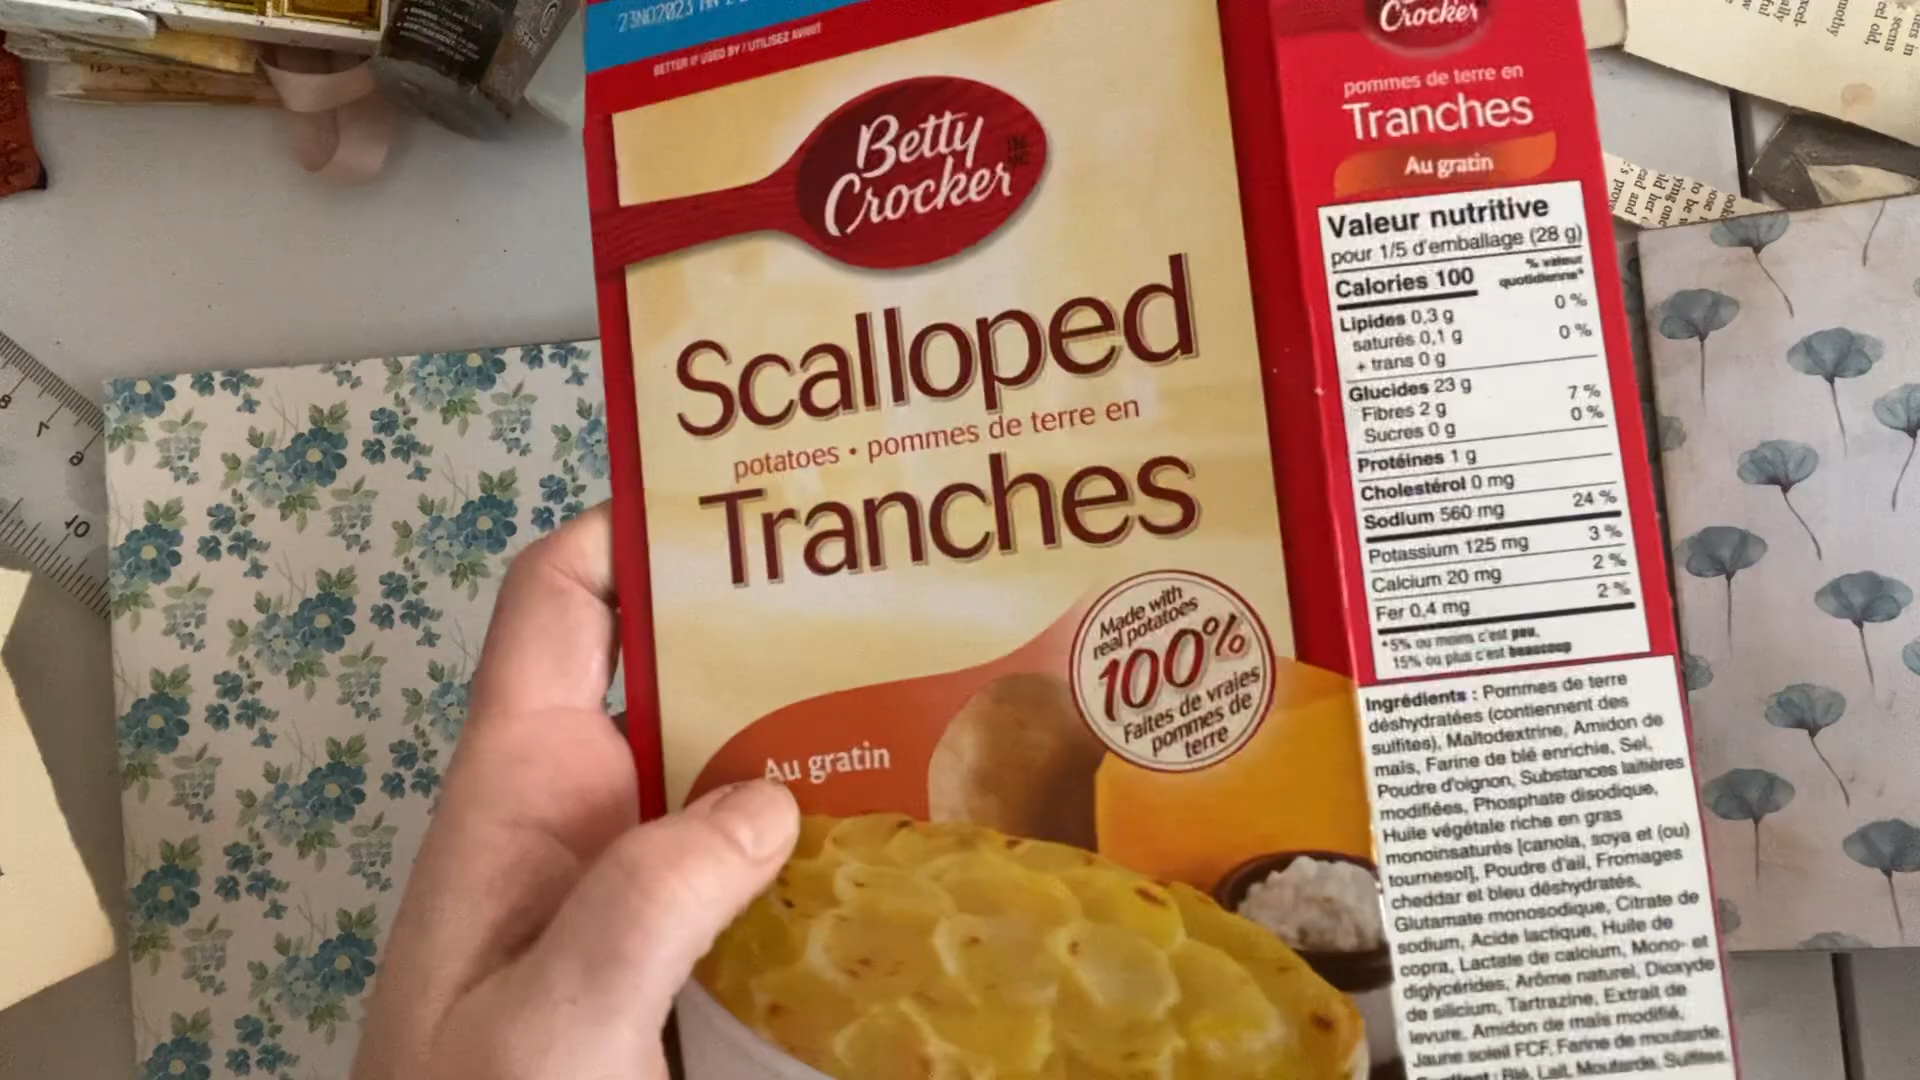 23NO2023
BETTER IF USED BY / UTILISEZ AVANT
Betty
Crocker
Scalloped
potatoes • pommes de terre en
Tranches
Made with
real potatoes
100%
Faites de vraies
pommes de
terre
Au gratin
Crocker
pommes de terre en
Tranches
Au gratin
Valeur nutritive
pour 1/5 d'emballage (28 g)
Calories 100
% valeur
quotidienne*
Lipides 0,3 g 0 %
saturés 0,1 g 0 %
+ trans 0 g
Glucides 23 g
Fibres 2 g 7 %
Sucres 0 g 0 %
Protéines 1 g
Cholestérol 0 mg
Sodium 560 mg 24 %
Potassium 125 mg 3 %
Calcium 20 mg 2 %
Fer 0,4 mg 2 %
*5% ou moins c'est peu,
15% ou plus c'est beaucoup
Ingrédients : Pommes de terre
déshydratées (contiennent des
sulfites), Maltodextrine, Amidon de
maïs, Farine de blé enrichie, Sel,
Poudre d'oignon, Substances laitières
modifiées, Phosphate disodique,
Huile végétale riche en gras
monoinsaturés [canola, soya et (ou)
tournesol], Poudre d'ail, Fromages
cheddar et bleu déshydratés,
Glutamate monosodique, Citrate de
sodium, Acide lactique, Huile de
copra, Lactate de calcium, Mono- et
diglycérides, Arôme naturel, Dioxyde
de silicium, Tartrazine, Extrait de
levure, Amidon de maïs modifié,
Jaune soleil FCF, Farine de moutarde.
Blé, Lait, Moutarde, Sulfites.
8
7
8
10